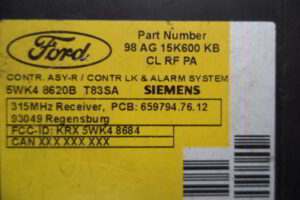 Ford
Part Number
98 AG 15K600 KB
CL RF PA
CONTR. ASY-R / CONTR LK & ALARM SYSTEM
5WK4 8620B T83SA SIEMENS
315MHz Receiver, PCB: 659794.76.12
93049 Regensburg
FCC-ID: KRX 5WK4 8684
CAN XXX XXX XXX